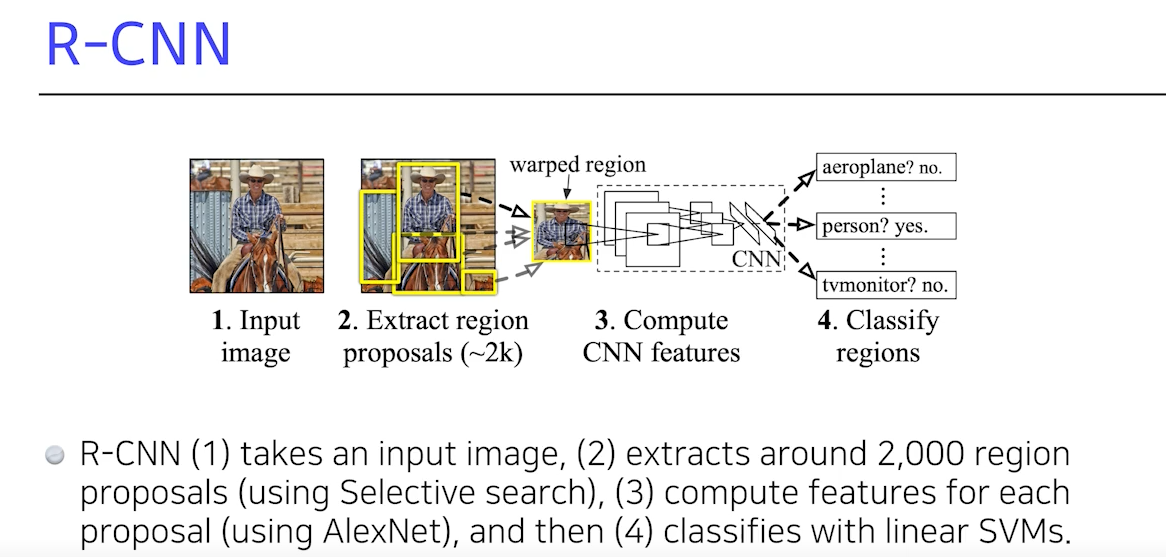 R-CNN
warped region
aeroplane? no.
person? yes.
CNN
tvmonitor? no.
1. Input
image
2. Extract region
proposals (~2k)
3. Compute
CNN features
4. Classify
regions
R-CNN (1) takes an input image, (2) extracts around 2,000 region
proposals (using Selective search), (3) compute features for each
proposal (using AlexNet), and then (4) classifies with linear SVMs.